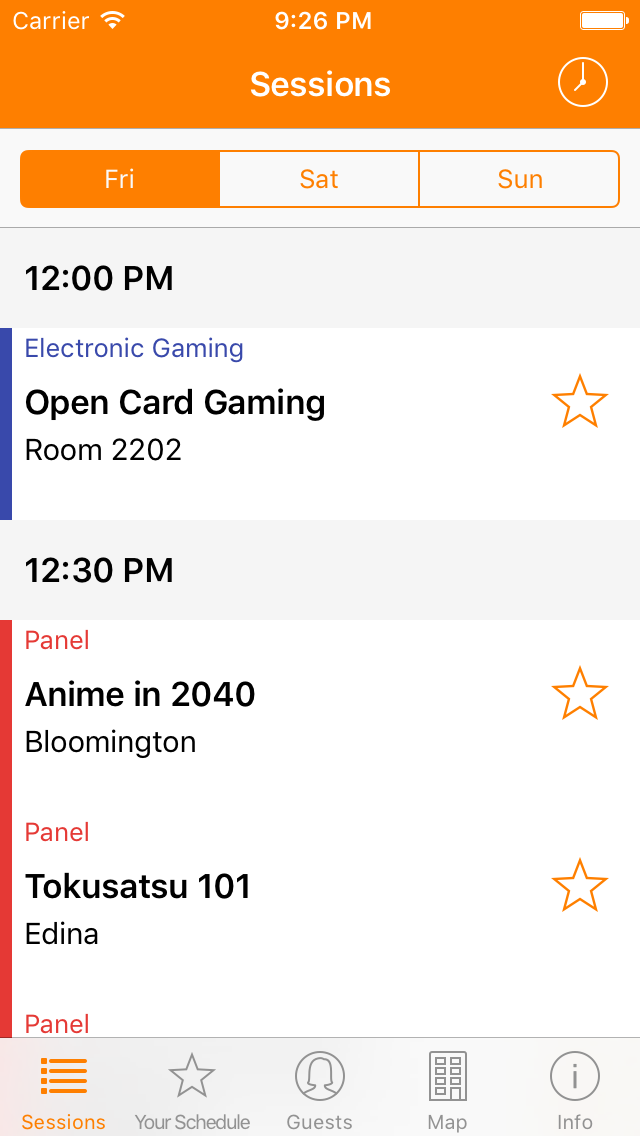 Carrier 9:26 PM
Sessions
Fri Sat Sun
12:00 PM
Electronic Gaming
Open Card Gaming
Room 2202
12:30 PM
Panel
Anime in 2040
Bloomington
Panel
Tokusatsu 101
Edina
Panel
Sessions Your Schedule Guests Map Info